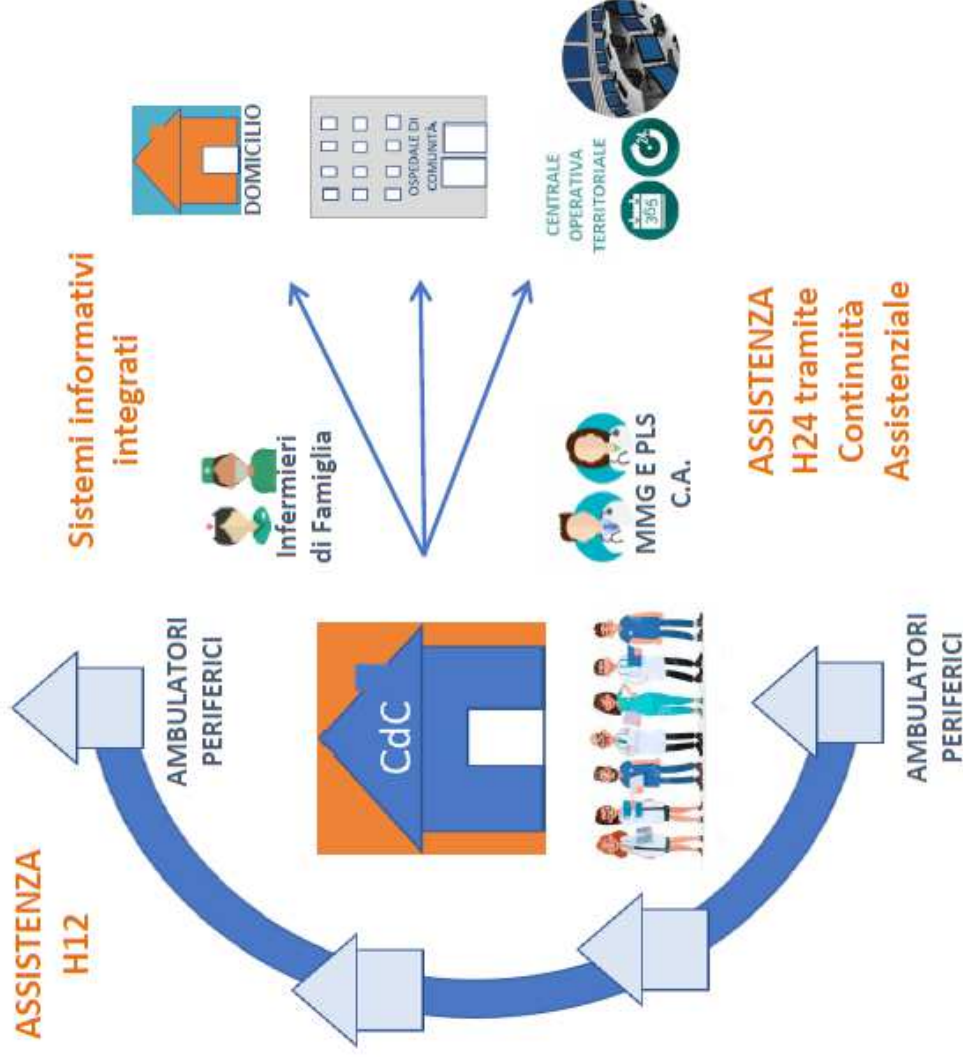 ASSISTENZA
H12
AMBULATORI
PERIFERICI
Sistemi informativi
integrati
Infermieri
di Famiglia
DOMICILIO
CdC
OSPEDALE DI
COMUNITÀ
MMG E PLS
C.A.
CENTRALE
OPERATIVA
TERRITORIALE
365
24
AMBULATORI
PERIFERICI
ASSISTENZA
H24 tramite
Continuità
Assistenziale